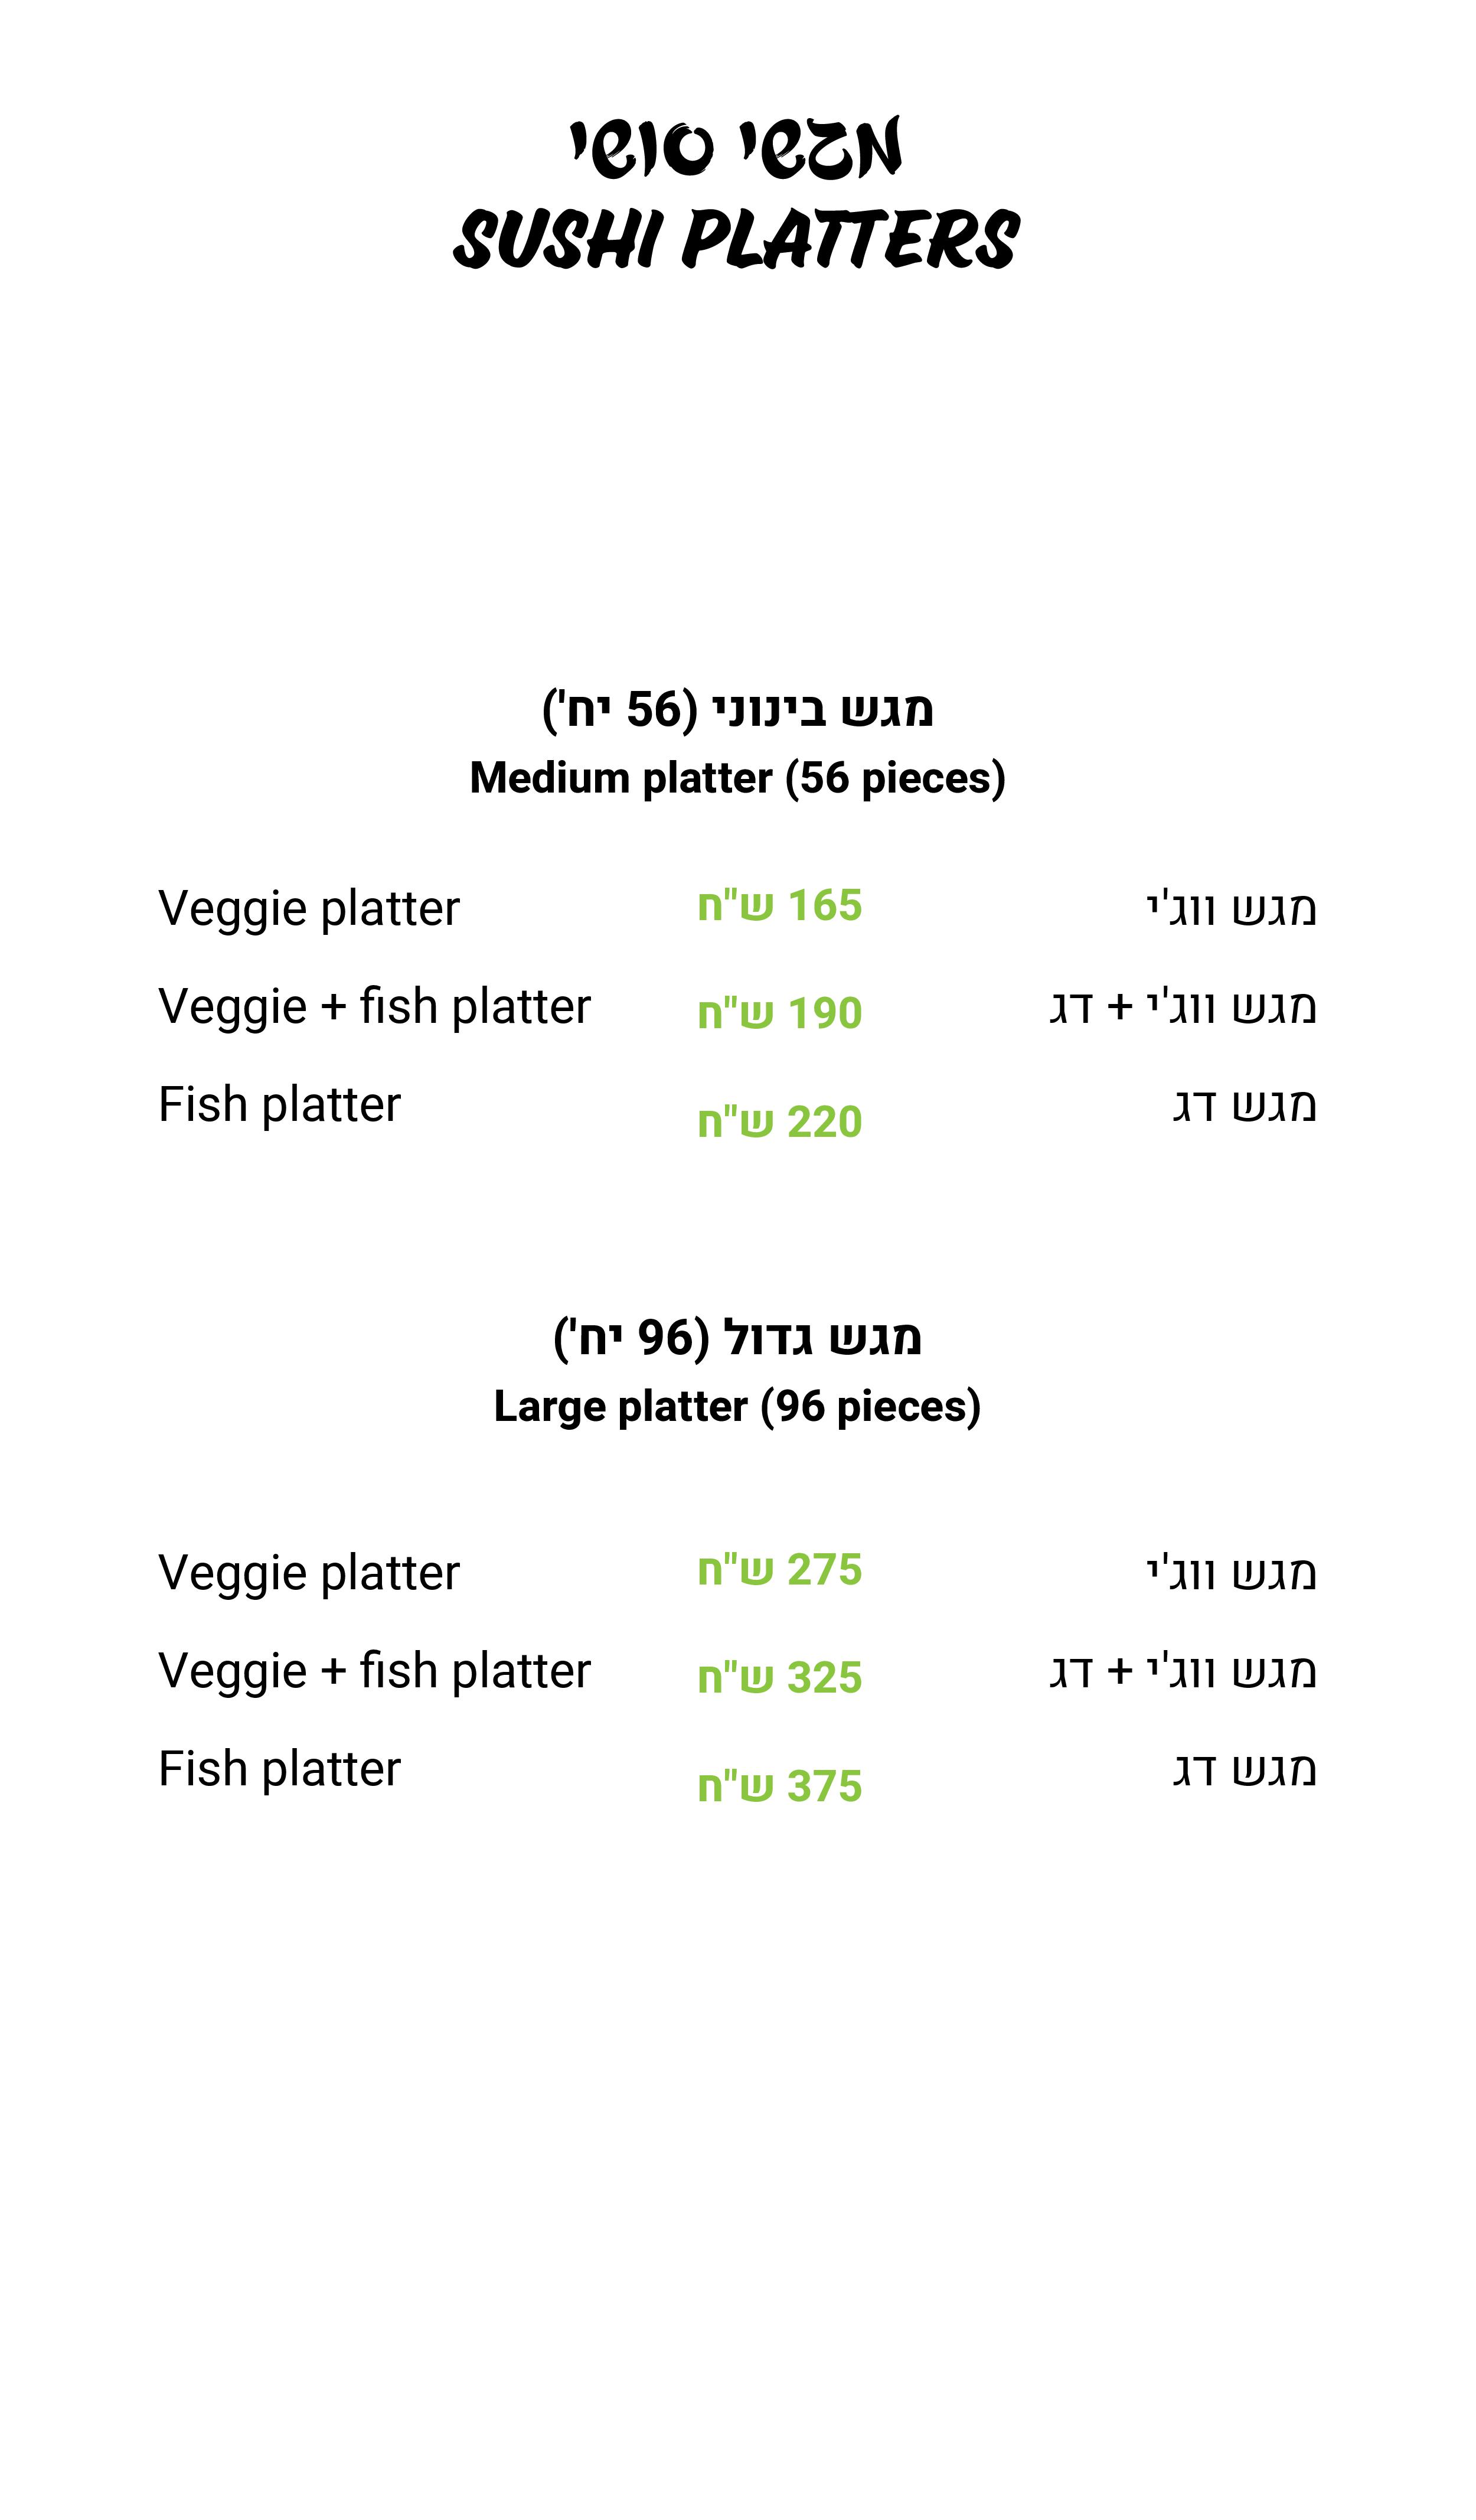 מגשי סושי
SUSHI PLATTERS
מגש בינוני (56 יח')
Medium platter (56 pieces)
Veggie platter 165 ש"ח מגש ווג'י
Veggie + fish platter 190 ש"ח מגש ווג'י + דג
Fish platter 220 ש"ח מגש דג
מגש גדול (96 יח')
Large platter (96 pieces)
Veggie platter 275 ש"ח מגש ווג'י
Veggie + fish platter 325 ש"ח מגש ווג'י + דג
Fish platter 375 ש"ח מגש דג